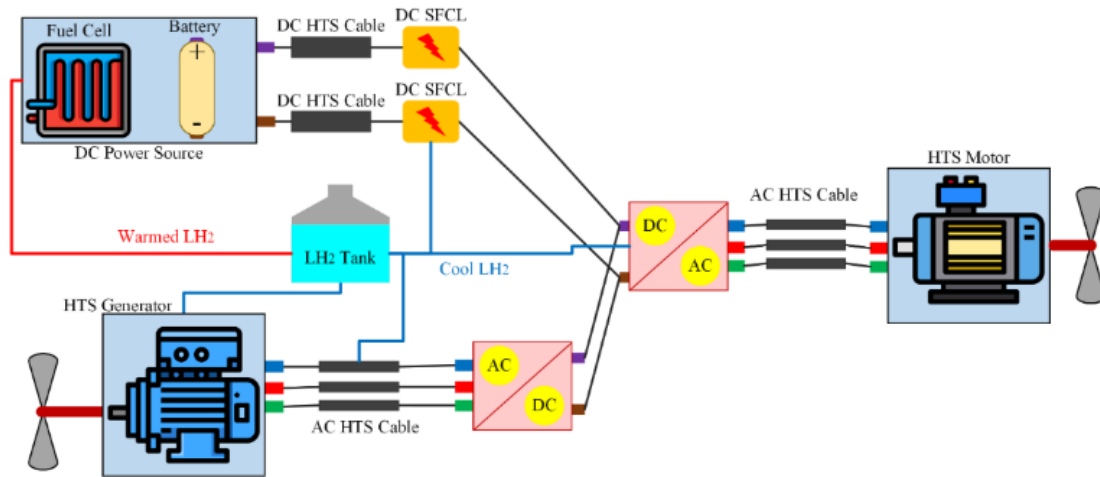 Fuel Cell
Battery
+
-
DC Power Source
DC HTS Cable
DC SFCL
DC HTS Cable
DC SFCL
HTS Motor
AC HTS Cable
DC
AC
Warmed LH2
LH2 Tank
Cool LH2
HTS Generator
AC
DC
AC HTS Cable